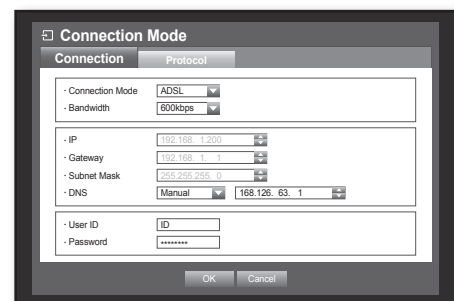 Connection Mode
Connection Protocol
· Connection Mode ADSL
· Bandwidth 600kbps
· IP 192.168. 1.200
· Gateway 192.168. 1. 1
· Subnet Mask 255.255.255. 0
· DNS Manual 168.126. 63. 1
· User ID ID
· Password ********
OK Cancel